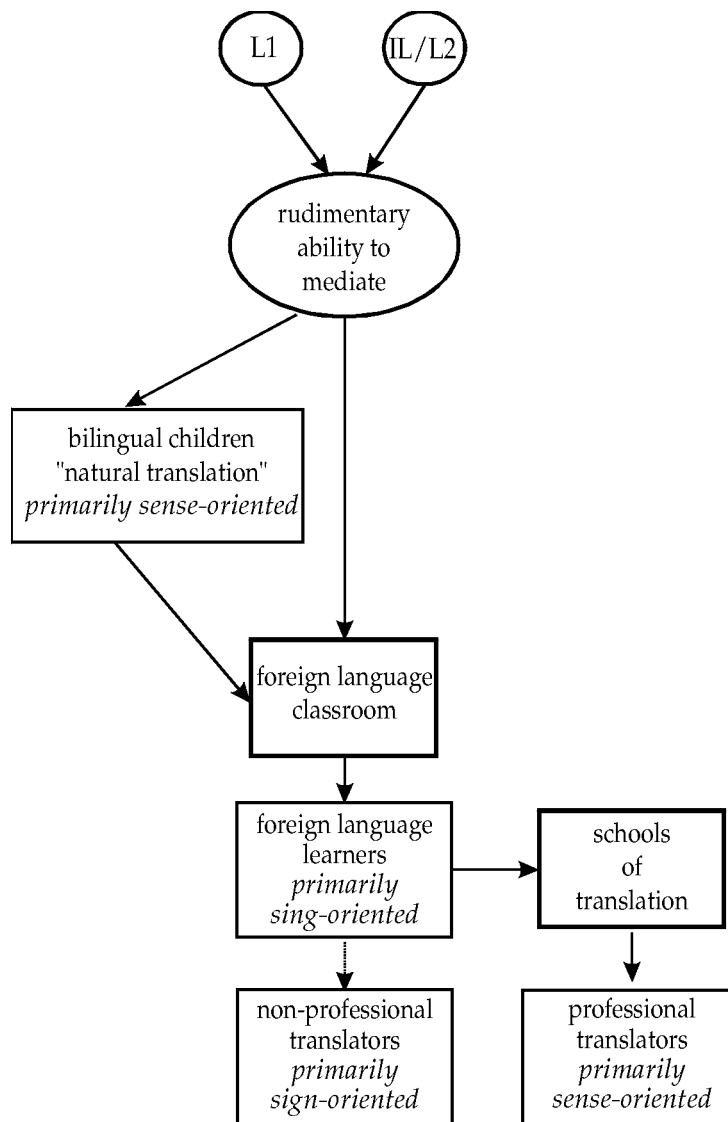 L1
IL/L2
rudimentary
ability to
mediate
bilingual children
"natural translation"
primarily sense-oriented
foreign language
classroom
foreign language
learners
primarily
sing-oriented
schools
of
translation
non-professional
translators
primarily
sign-oriented
professional
translators
primarily
sense-oriented